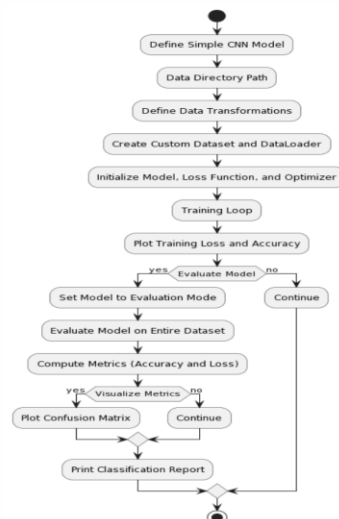 Define Simple CNN Model
Data Directory Path
Define Data Transformations
Create Custom Dataset and DataLoader
Initialize Model, Loss Function, and Optimizer
Training Loop
Plot Training Loss and Accuracy
yes
Evaluate Model
no
Set Model to Evaluation Mode
Continue
Evaluate Model on Entire Dataset
Compute Metrics (Accuracy and Loss)
yes
Visualize Metrics
no
Plot Confusion Matrix
Continue
Print Classification Report